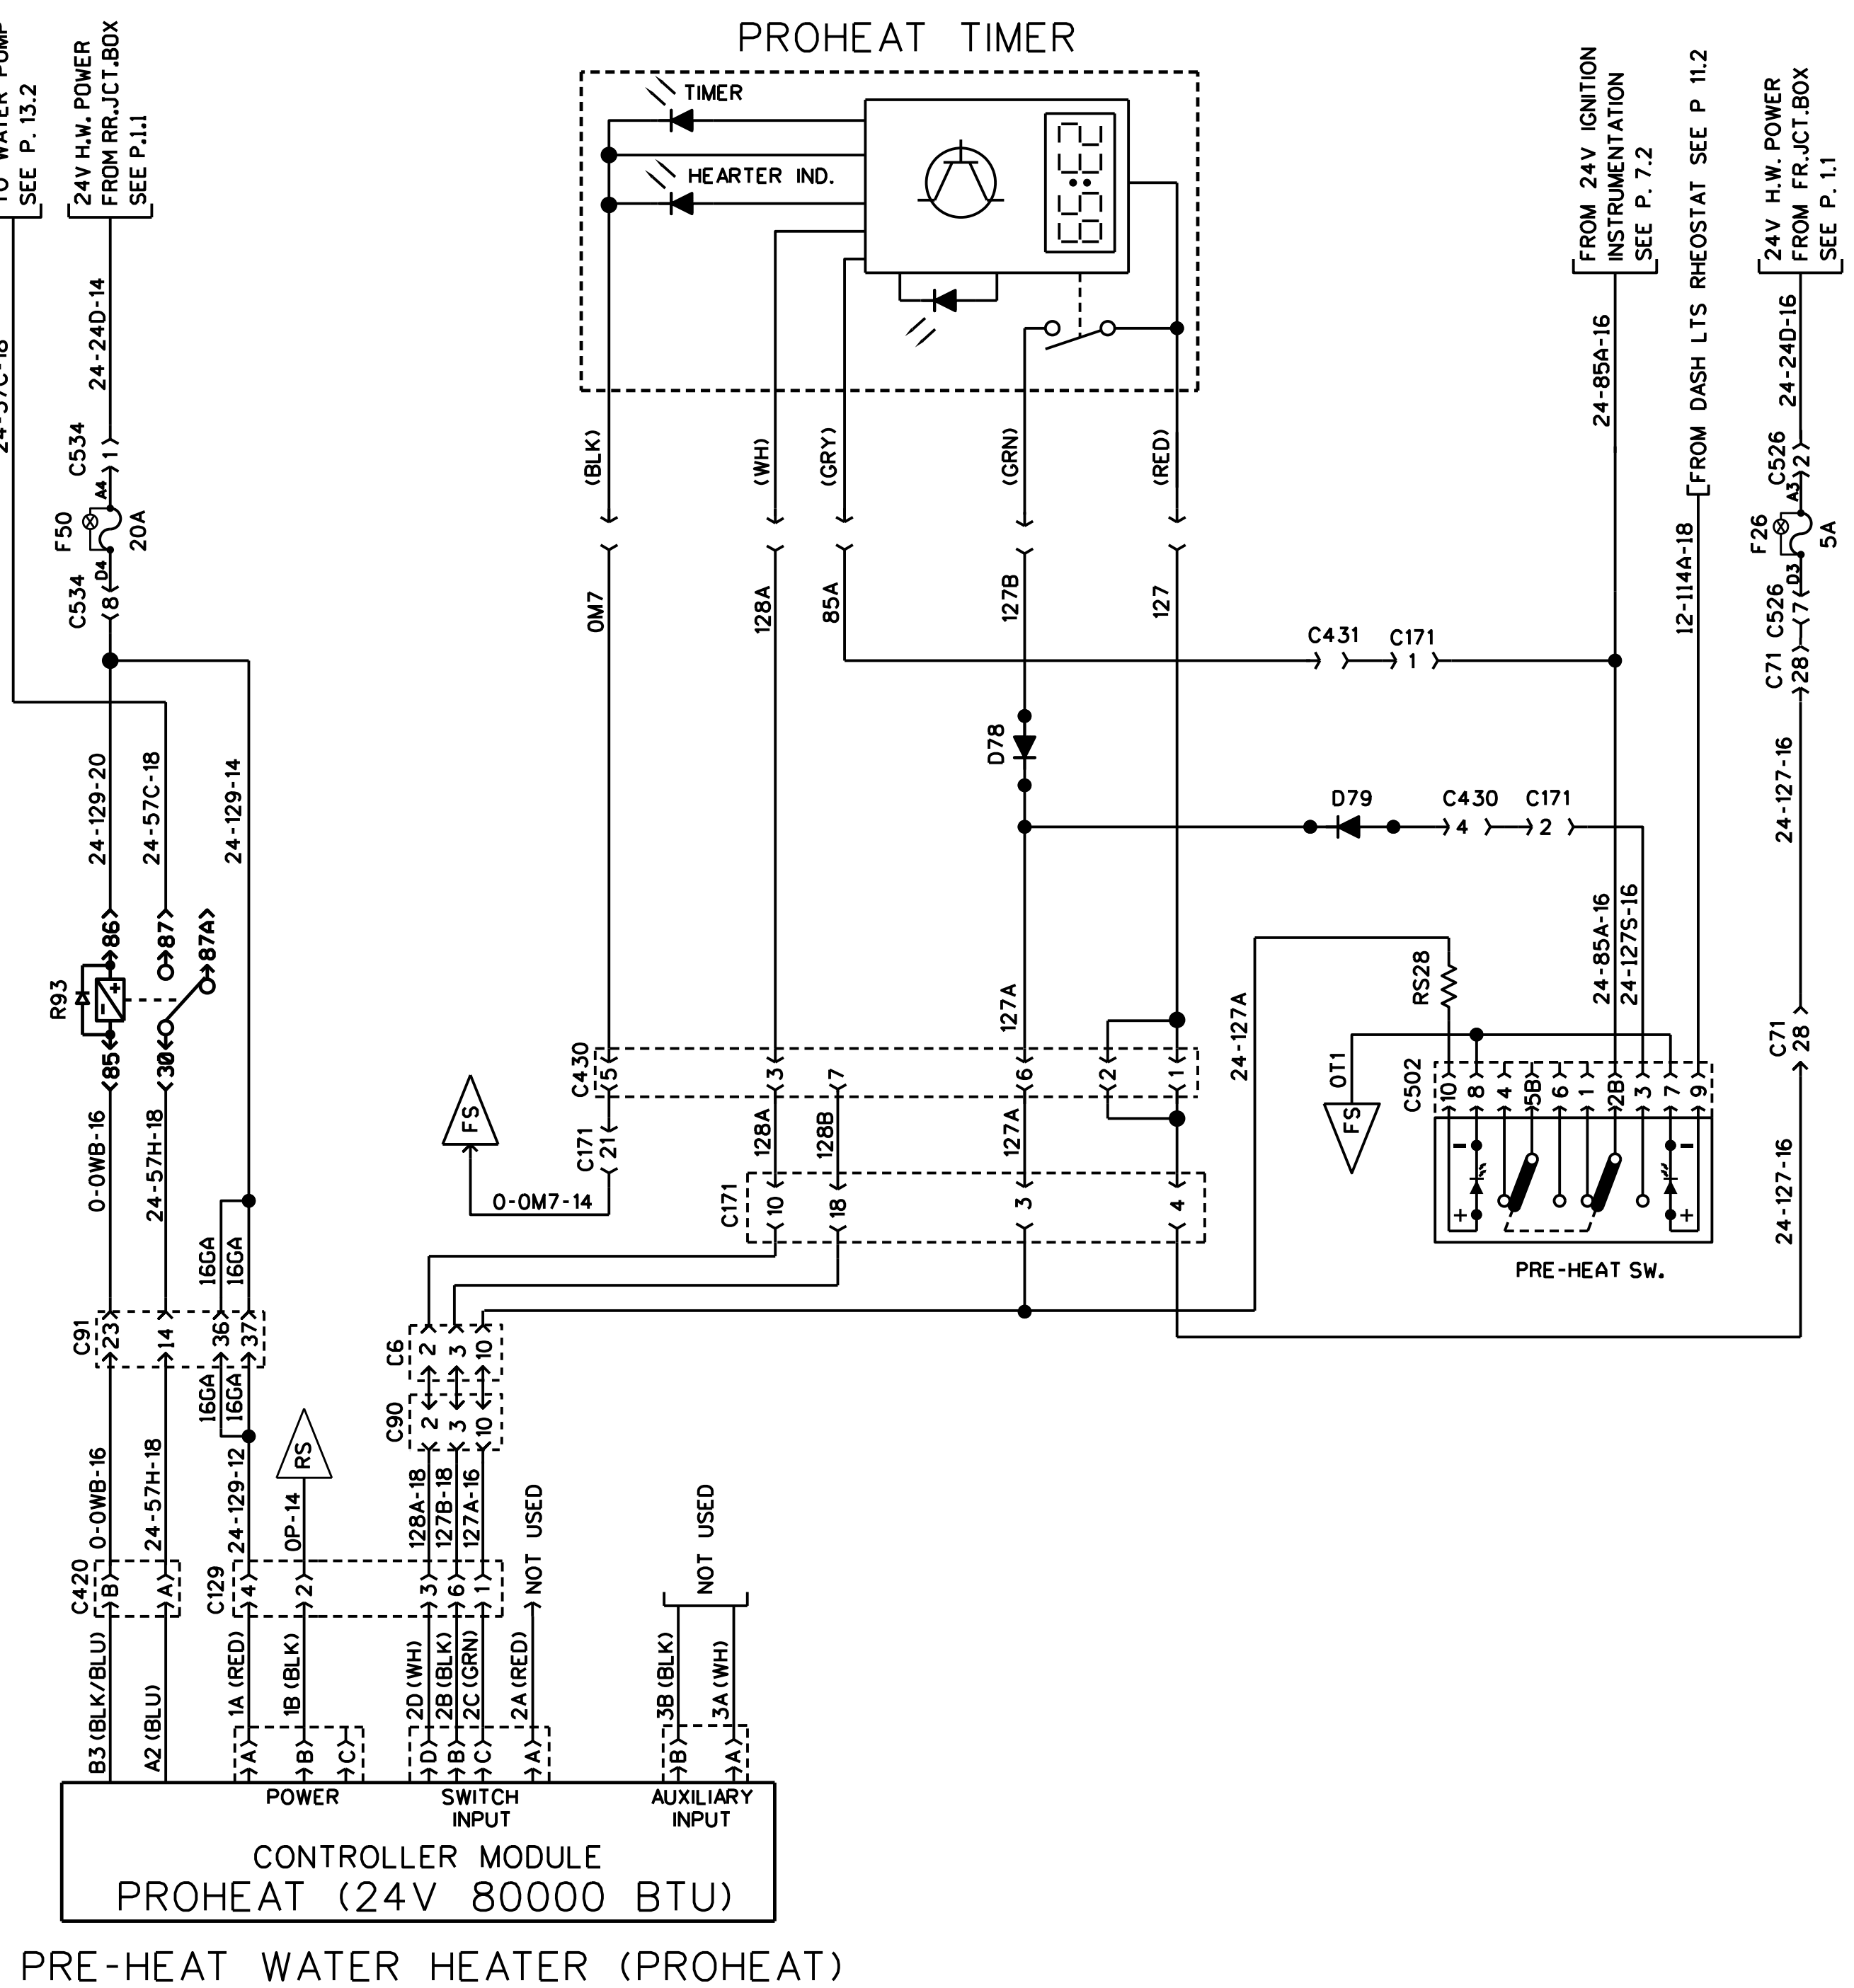 PROHEAT TIMER
TO WATER PUMP
SEE P. 13.2
24V H.W. POWER
FROM RR.JCT.BOX
SEE P.1.1
TIMER
HEARTER IND.
FROM 24V IGNITION
INSTRUMENTATION
SEE P. 7.2
FROM DASH LTS RHEOSTAT SEE P 11.2
24V H.W. POWER
FROM FR.JCT.BOX
SEE P. 1.1
24-57C-18
24-24D-14
24-85A-16
24-24D-16
C534
1
A4
F50
20A
D4
C534
8
(BLK)
(WH)
(GRY)
(GRN)
(RED)
C526
2
A3
F26
5A
D3
C526
7
C71
28
12-114A-18
0M7
128A
85A
127B
127
C431
C171
1
D78
D79
C430
4
C171
2
24-129-20
24-57C-18
24-129-14
24-127-16
86
87
87A
R93
+
-
85
30
127A
24-127A
RS28
24-85A-16
24-127S-16
C71
28
C430
5
3
7
6
2
1
0T1
FS
C502
10
8
4
5B
6
1
2B
3
7
9
-
-
+
+
PRE-HEAT SW.
24-127-16
0-0WB-16
24-57H-18
FS
C171
21
0-0M7-14
128A
128B
127A
C171
10
18
3
4
16GA
16GA
C91
23
14
36
37
16GA
16GA
C6
2
3
10
C90
2
3
10
RS
0-0WB-16
24-57H-18
24-129-12
0P-14
128A-18
127B-18
127A-16
NOT USED
NOT USED
C420
B
A
C129
4
2
3
6
1
B3 (BLK/BLU)
A2 (BLU)
1A (RED)
1B (BLK)
2D (WH)
2B (BLK)
2C (GRN)
2A (RED)
3B (BLK)
3A (WH)
A
B
C
D
B
C
A
B
A
POWER
SWITCH
INPUT
AUXILIARY
INPUT
CONTROLLER MODULE
PROHEAT (24V 80000 BTU)
PRE-HEAT WATER HEATER (PROHEAT)